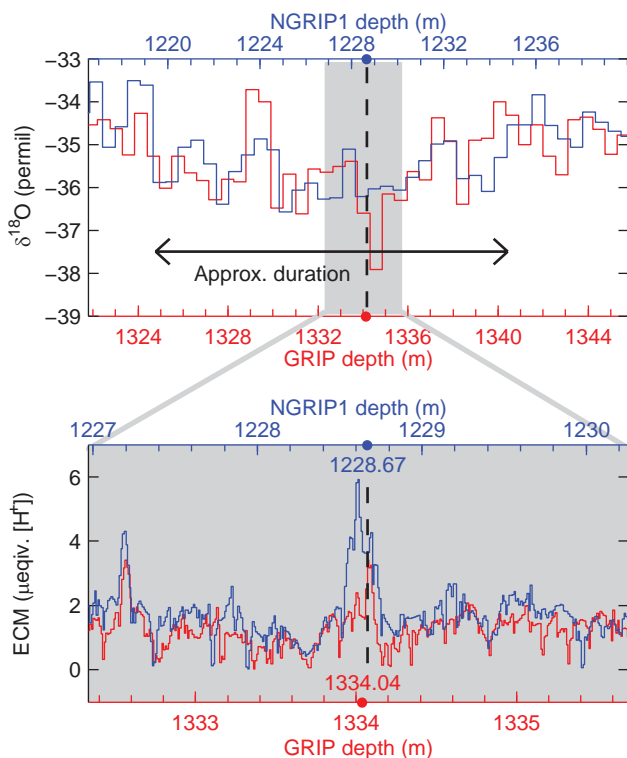 NGRIP1 depth (m)
1220 1224 1228 1232 1236
-33
-34
-35
-36
-37
-38
-39
δ¹⁸O (permil)
Approx. duration
1324 1328 1332 1336 1340 1344
GRIP depth (m)
NGRIP1 depth (m)
1227 1228 1229 1230
1228.67
6
4
2
0
ECM (μeqiv. [H⁺])
1334.04
1333 1334 1335
GRIP depth (m)